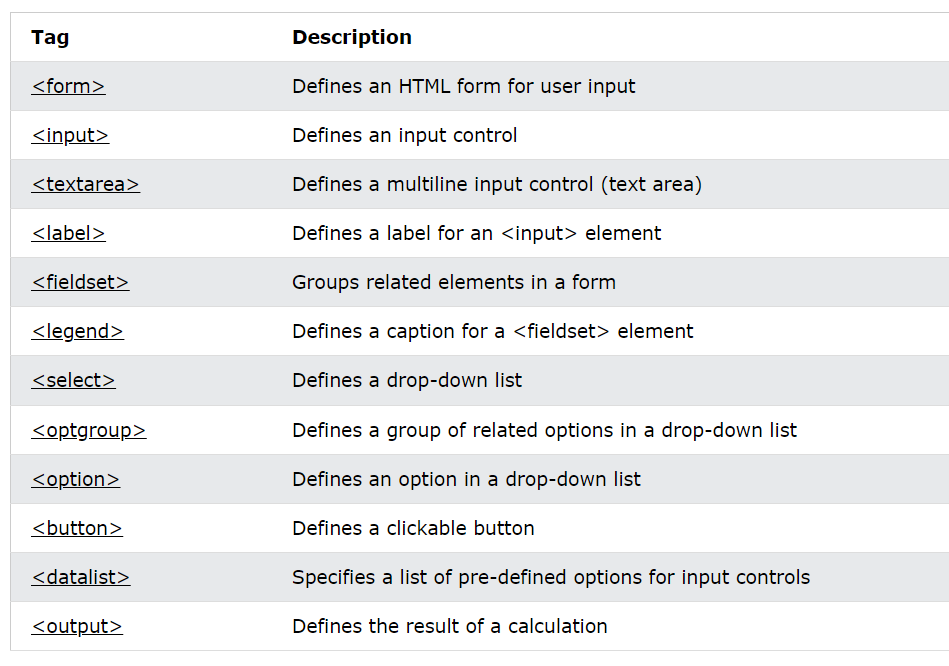 Tag Description
<form> Defines an HTML form for user input
<input> Defines an input control
<textarea> Defines a multiline input control (text area)
<label> Defines a label for an <input> element
<fieldset> Groups related elements in a form
<legend> Defines a caption for a <fieldset> element
<select> Defines a drop-down list
<optgroup> Defines a group of related options in a drop-down list
<option> Defines an option in a drop-down list
<button> Defines a clickable button
<datalist> Specifies a list of pre-defined options for input controls
<output> Defines the result of a calculation